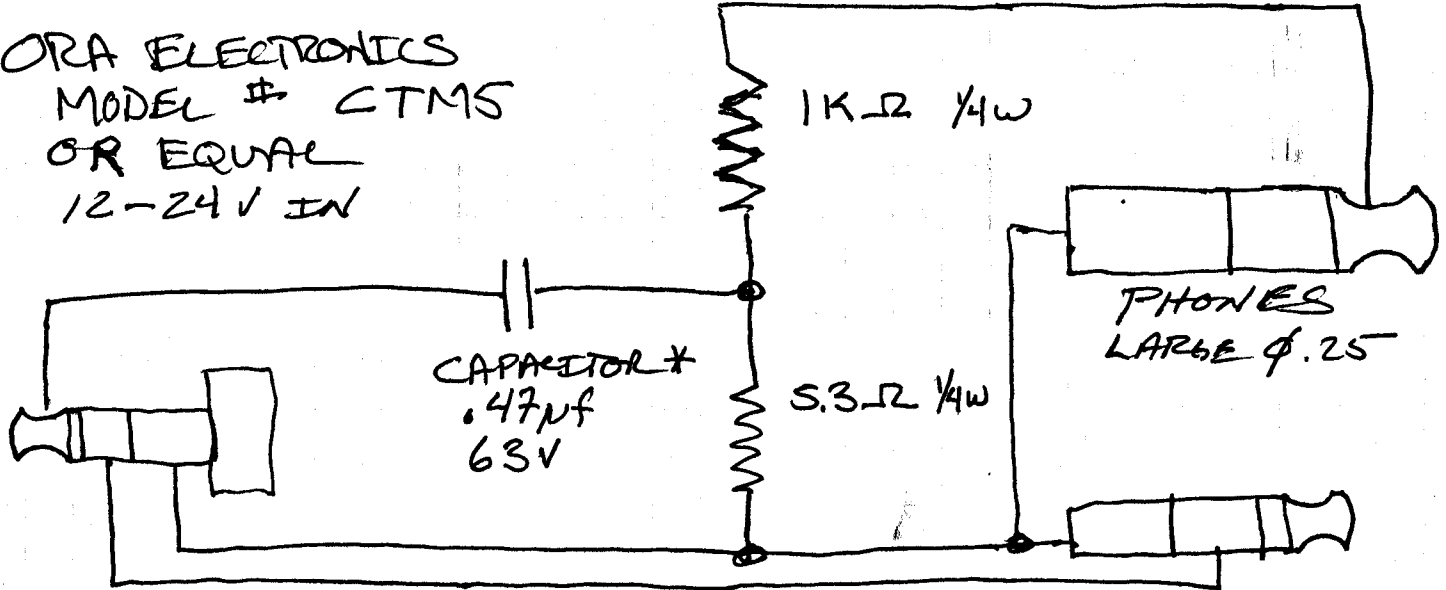 ORA ELECTRONICS
MODEL # CTM5
OR EQUAL
12-24V IN
1KΩ 1/4W
CAPACITOR *
.47µf
63V
5.3Ω 1/4W
PHONES
LARGE Ø.25